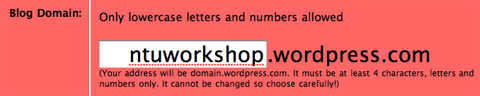 Blog Domain: Only lowercase letters and numbers allowed
ntuworkshop.wordpress.com
(Your address will be domain.wordpress.com. It must be at least 4 characters, letters and
numbers only. It cannot be changed so choose carefully!)